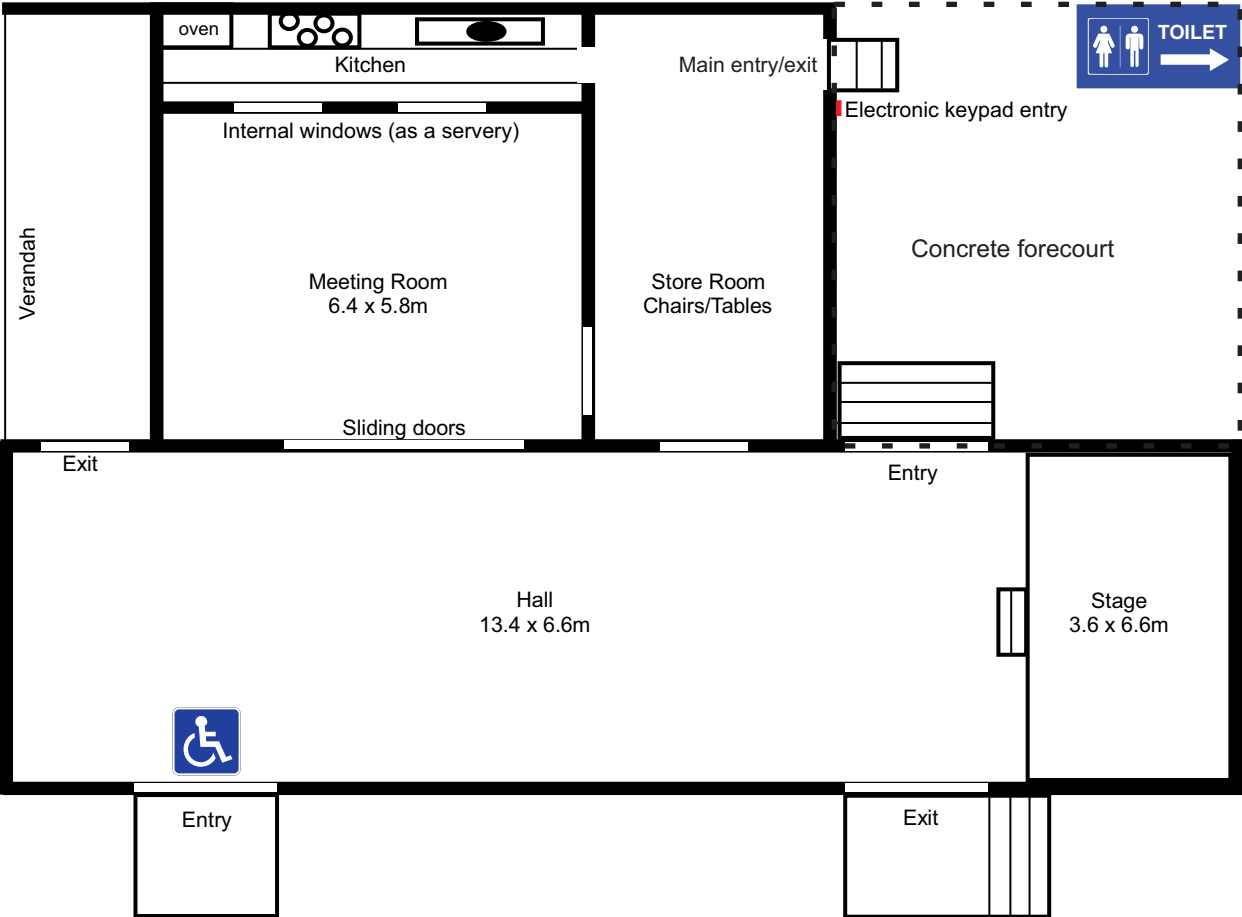 oven
Kitchen
Main entry/exit
TOILET
Electronic keypad entry
Internal windows (as a servery)
Verandah
Concrete forecourt
Meeting Room
6.4 x 5.8m
Store Room
Chairs/Tables
Sliding doors
Exit
Entry
Hall
13.4 x 6.6m
Stage
3.6 x 6.6m
Entry
Exit